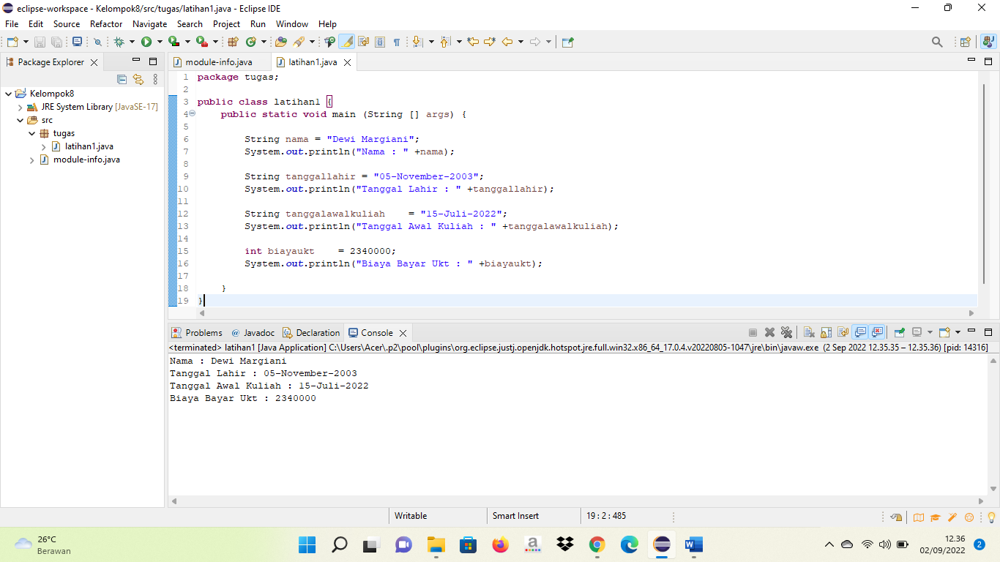 eclipse-workspace - Kelompok8/src/tugas/latihan1.java - Eclipse IDE
File Edit Source Refactor Navigate Search Project Run Window Help
Package Explorer
Kelompok8
JRE System Library [JavaSE-17]
src
tugas
latihan1.java
module-info.java
module-info.java latihan1.java
1 package tugas;
2
3 public class latihan1 {
4 public static void main (String [] args) {
5
6 String nama = "Dewi Margiani";
7 System.out.println("Nama : " +nama);
8
9 String tanggallahir = "05-November-2003";
10 System.out.println("Tanggal Lahir : " +tanggallahir);
11
12 String tanggalawalkuliah    = "15-Juli-2022";
13 System.out.println("Tanggal Awal Kuliah : " +tanggalawalkuliah);
14
15 int biayaukt    = 2340000;
16 System.out.println("Biaya Bayar Ukt : " +biayaukt);
17
18 }
19 }
Problems @ Javadoc Declaration Console
<terminated> latihan1 [Java Application] C:\Users\Acer\.p2\pool\plugins\org.eclipse.justj.openjdk.hotspot.jre.full.win32.x86_64_17.0.4.v20220805-1047\jre\bin\javaw.exe (2 Sep 2022 12.35.35 – 12.35.36) [pid: 14316]
Nama : Dewi Margiani
Tanggal Lahir : 05-November-2003
Tanggal Awal Kuliah : 15-Juli-2022
Biaya Bayar Ukt : 2340000
Writable Smart Insert 19 : 2 : 485
26°C
Berawan
12.36
02/09/2022
2